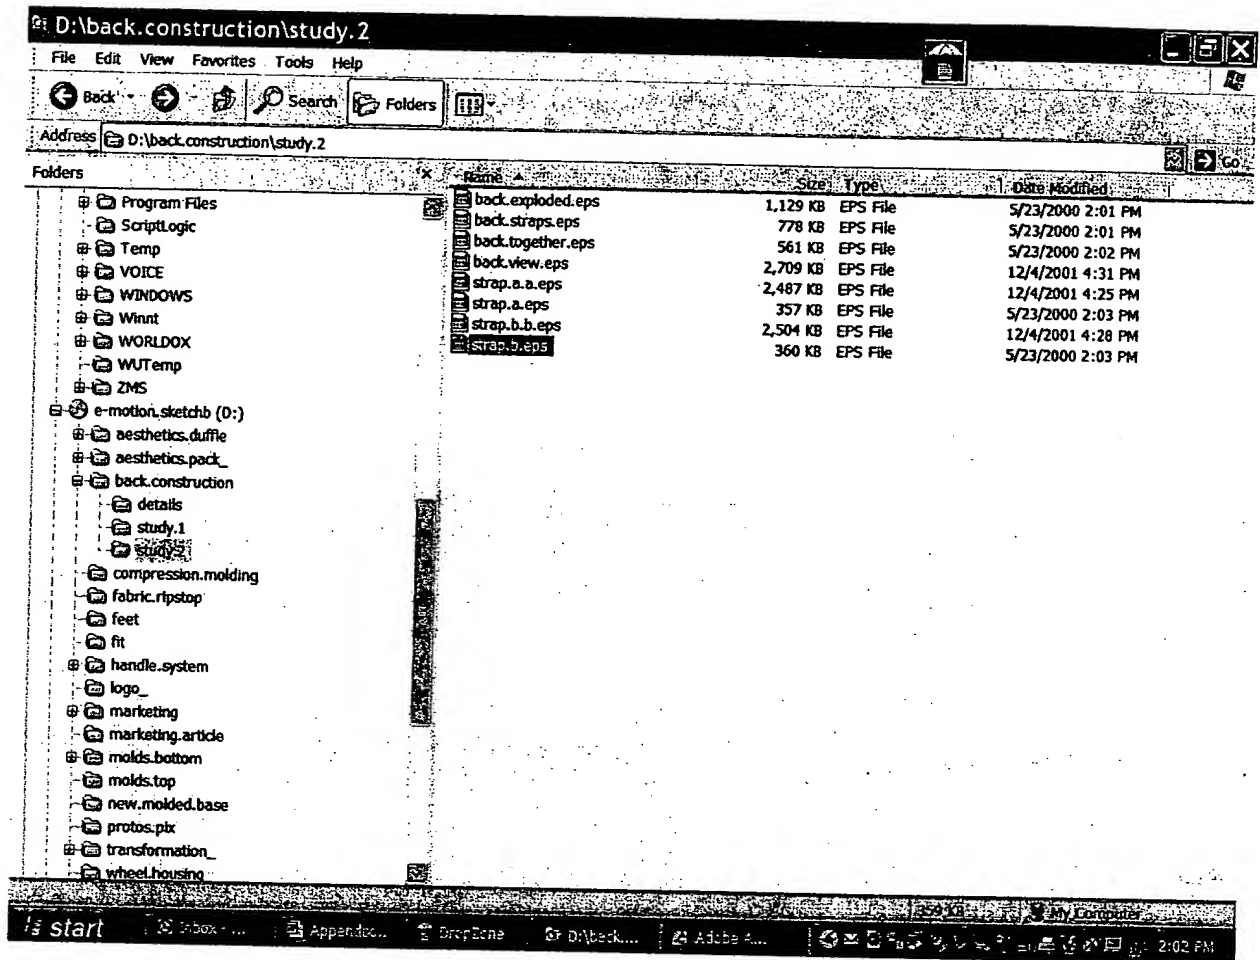 D:\back.construction\study.2
File Edit View Favorites Tools Help
Back Search Folders
Address D:\back.construction\study.2 Go
Folders
Program Files
ScriptLogic
Temp
VOICE
WINDOWS
Winnt
WORLDOX
WUTemp
ZMS
e-motion.sketchb (D:)
aesthetics.duffle
aesthetics.pack_
back.construction
details
study.1
study.2
compression.molding
fabric.ripstop
feet
fit
handle.system
logo_
marketing
marketing.article
molds.bottom
molds.top
new.molded.base
protos.pix
transformation_
wheel.housing
Name Size Type Date Modified
back.exploded.eps 1,129 KB EPS File 5/23/2000 2:01 PM
back.straps.eps 778 KB EPS File 5/23/2000 2:01 PM
back.together.eps 561 KB EPS File 5/23/2000 2:02 PM
back.view.eps 2,709 KB EPS File 12/4/2001 4:31 PM
strap.a.a.eps 2,487 KB EPS File 12/4/2001 4:25 PM
strap.a.eps 357 KB EPS File 5/23/2000 2:03 PM
strap.b.b.eps 2,504 KB EPS File 12/4/2001 4:28 PM
strap.b.eps 360 KB EPS File 5/23/2000 2:03 PM
359 KB My Computer
start Inbox - ... Appendix... DropZone D:\back.... Adobe A... 2:02 PM